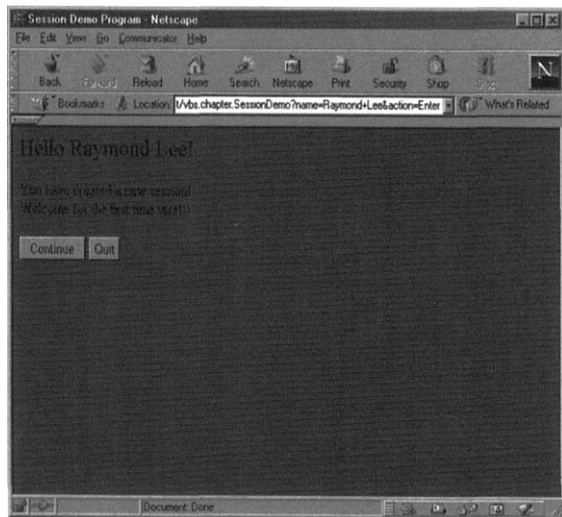 Session Demo Program - Netscape
File Edit View Go Communicator Help
Back Forward Reload Home Search Netscape Print Security Shop Stop
N
Bookmarks Location: t/vbs.chapter.SessionDemo?name=Raymond+Lee&action=Enter What's Related
Hello Raymond Lee!
You have created a new session!
Welcome for the first time visit!!
Continue Quit
Document: Done